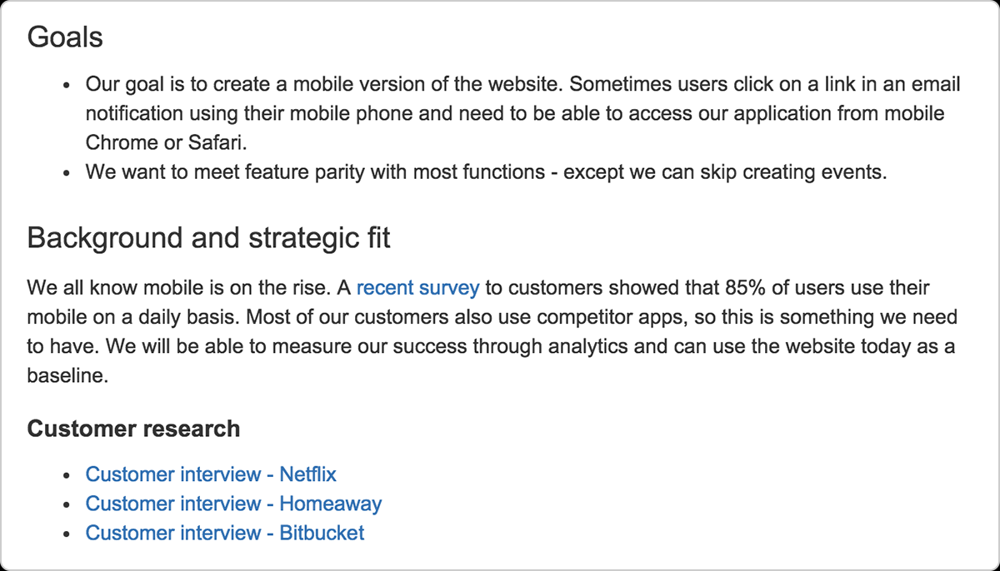 Goals
• Our goal is to create a mobile version of the website. Sometimes users click on a link in an email
notification using their mobile phone and need to be able to access our application from mobile
Chrome or Safari.
• We want to meet feature parity with most functions - except we can skip creating events.
Background and strategic fit
We all know mobile is on the rise. A recent survey to customers showed that 85% of users use their
mobile on a daily basis. Most of our customers also use competitor apps, so this is something we need
to have. We will be able to measure our success through analytics and can use the website today as a
baseline.
Customer research
• Customer interview - Netflix
• Customer interview - Homeaway
• Customer interview - Bitbucket